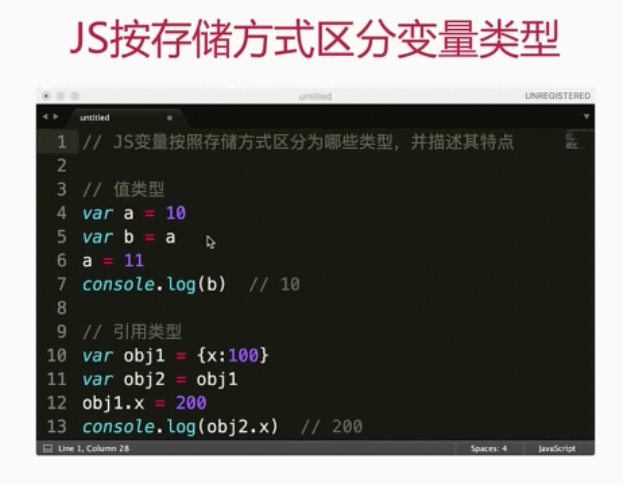 JS按存储方式区分变量类型
untitled UNREGISTERED
untitled
1 // JS变量按照存储方式区分为哪些类型，并描述其特点
2
3 // 值类型
4 var a = 10
5 var b = a
6 a = 11
7 console.log(b) // 10
8
9 // 引用类型
10 var obj1 = {x:100}
11 var obj2 = obj1
12 obj1.x = 200
13 console.log(obj2.x) // 200
Line 1, Column 28 Spaces: 4 JavaScript